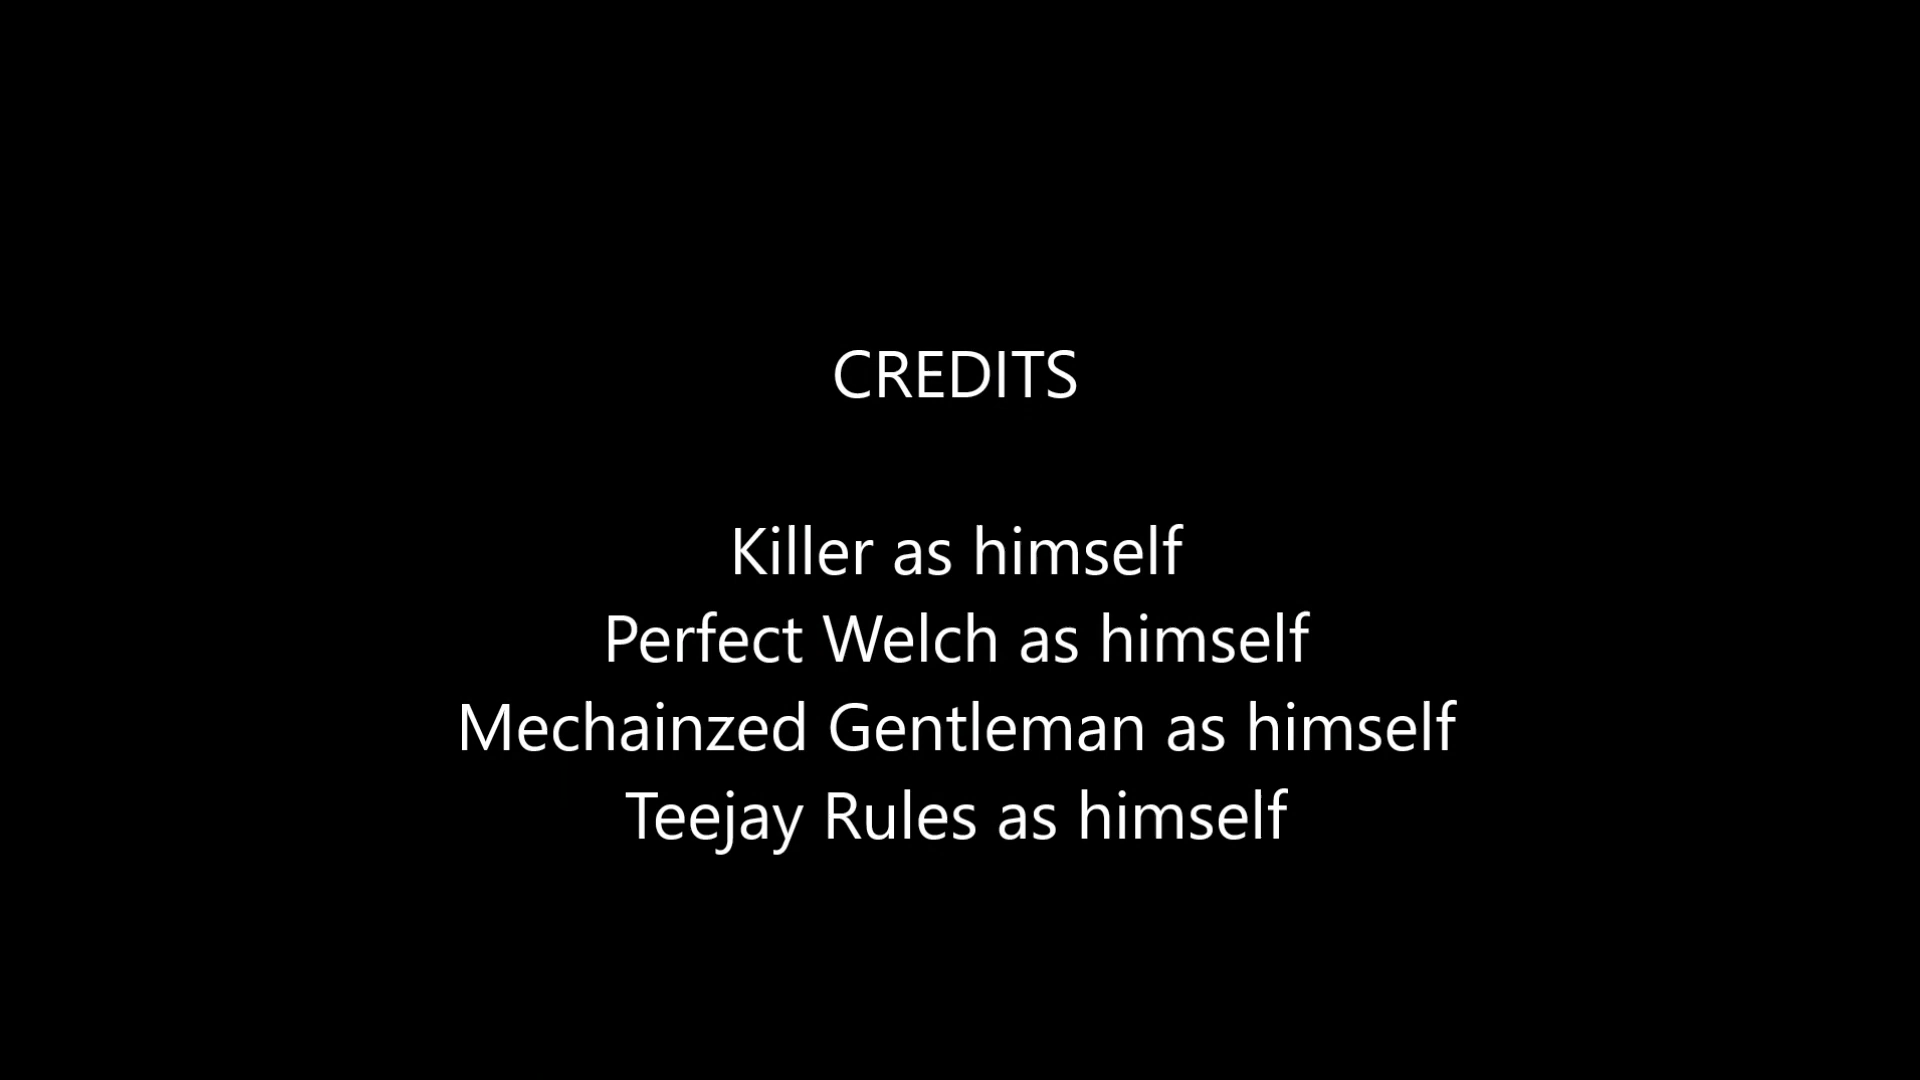 CREDITS
Killer as himself
Perfect Welch as himself
Mechainzed Gentleman as himself
Teejay Rules as himself